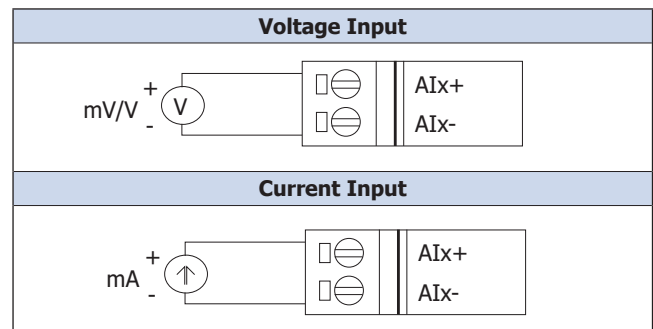 Voltage Input
+
mV/V
-
V
AIx+
AIx-
Current Input
+
mA
-
AIx+
AIx-